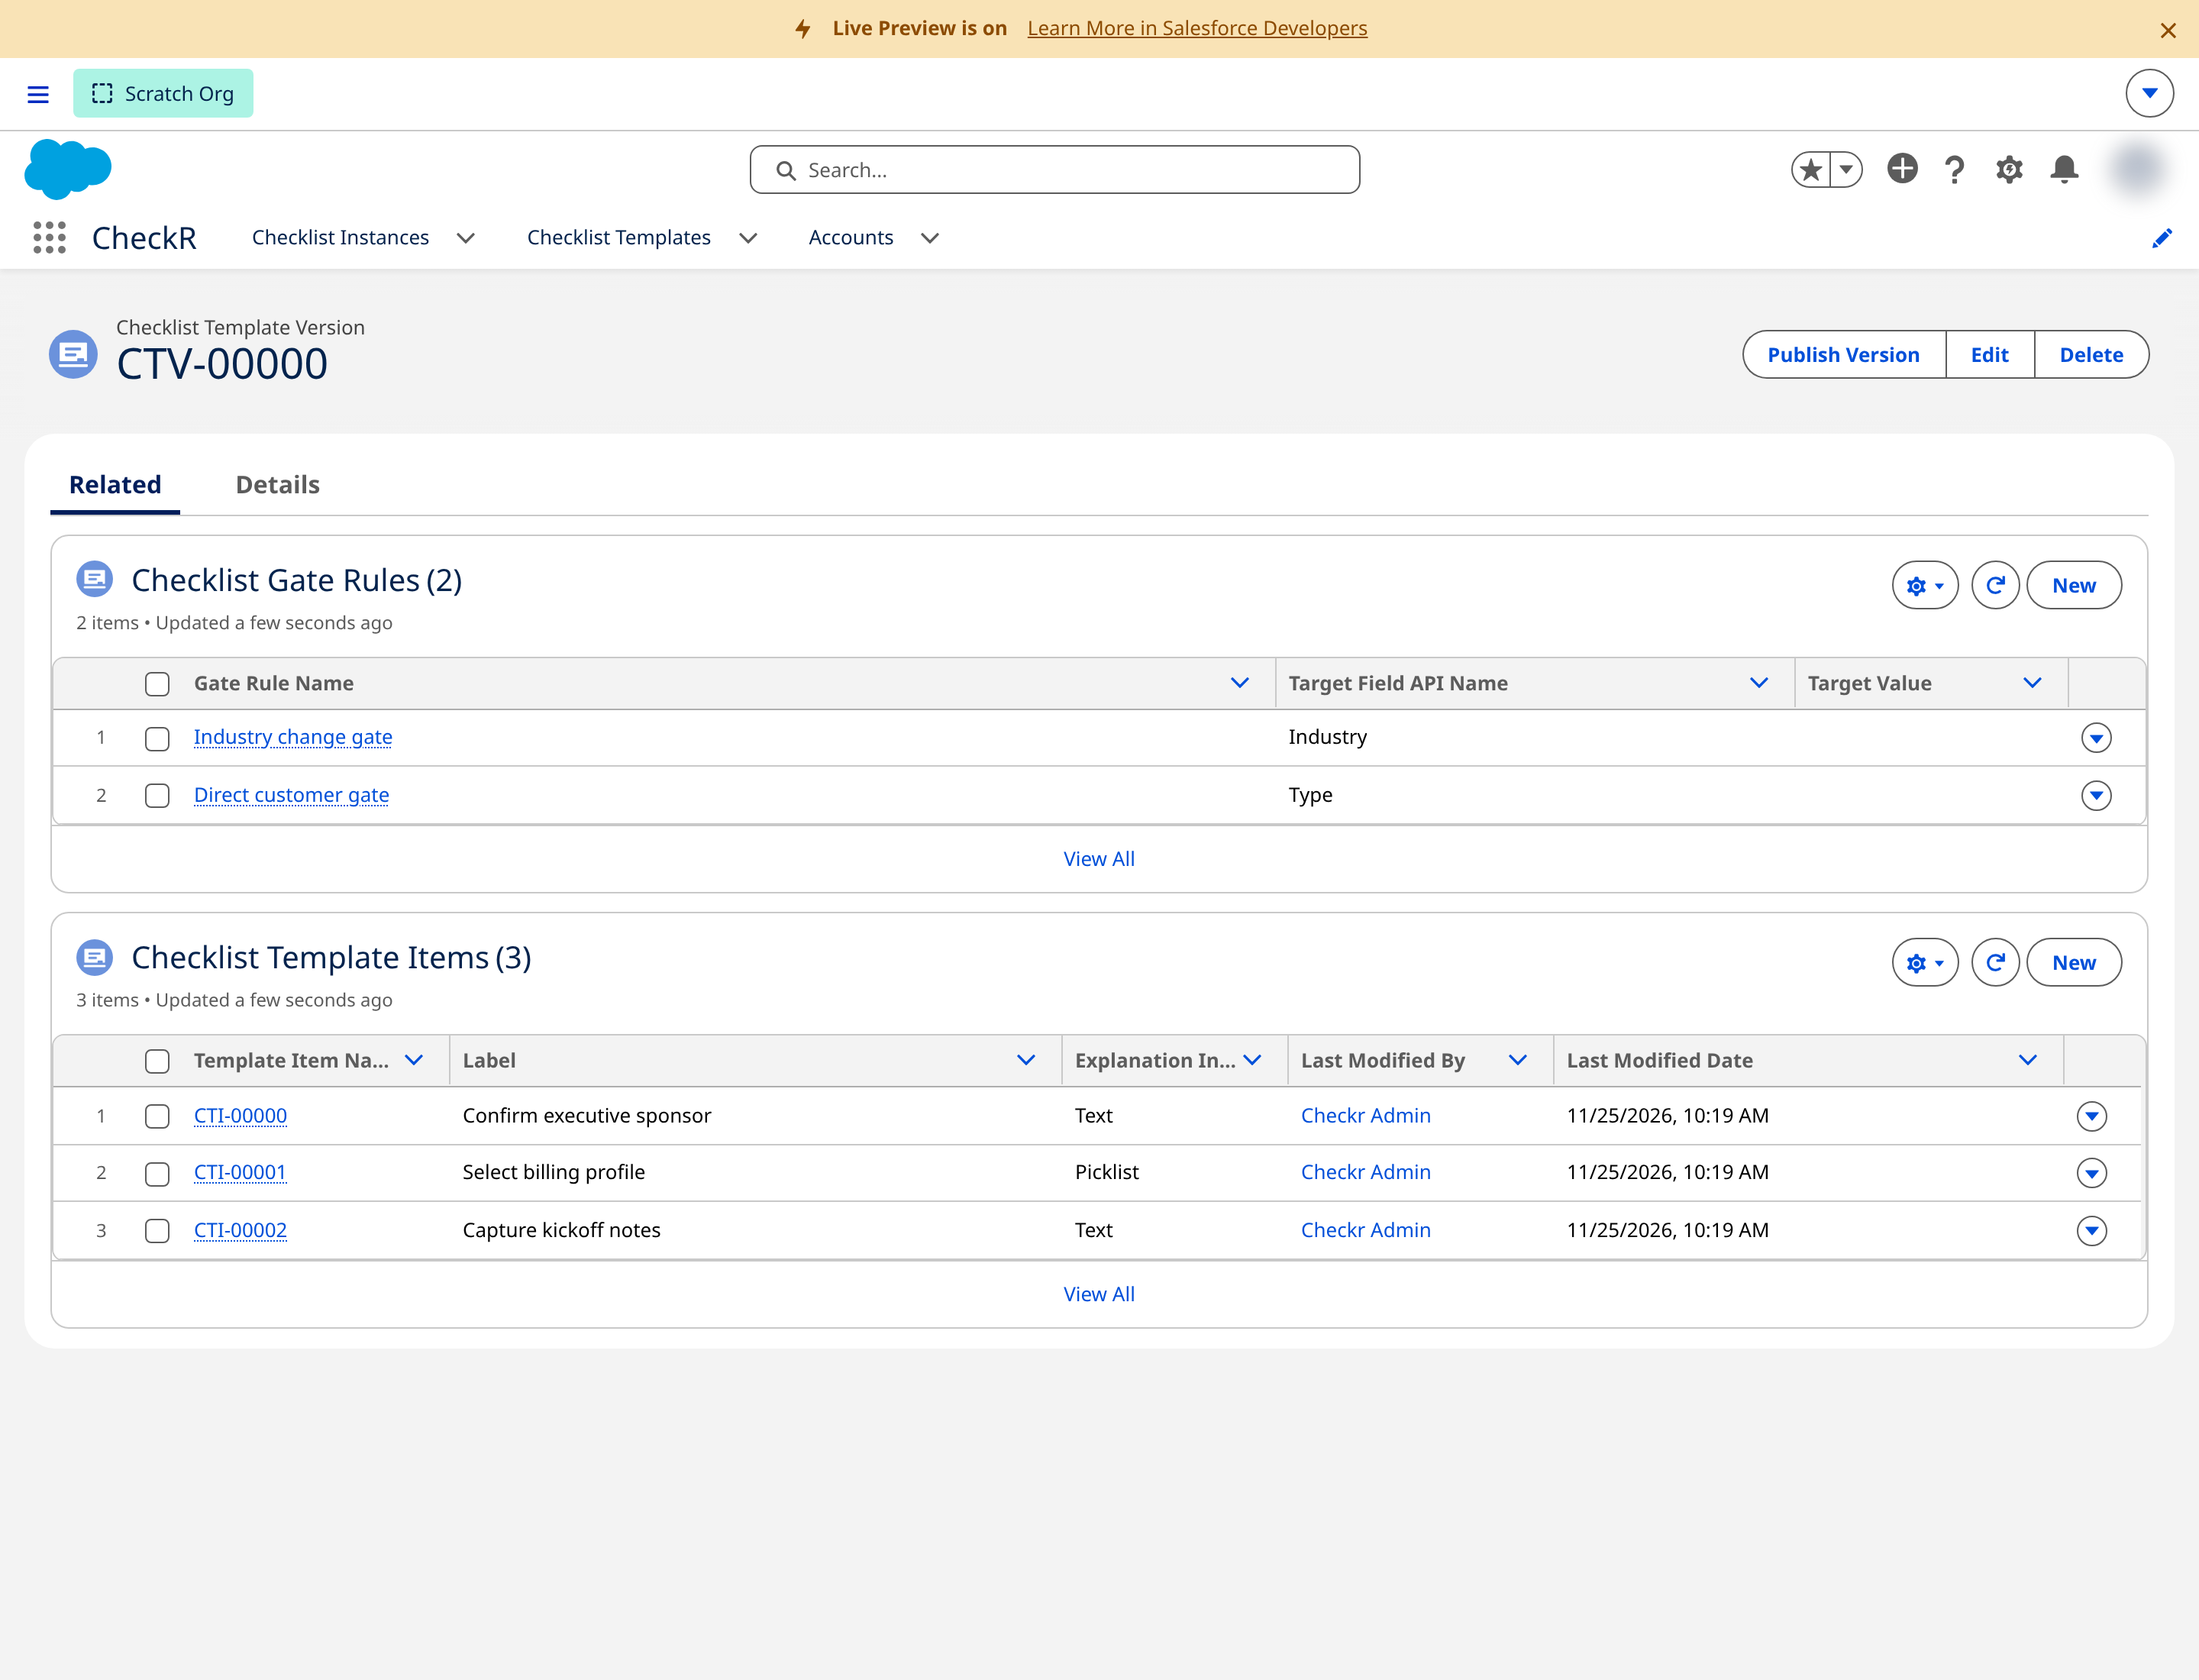 Live Preview is on Learn More in Salesforce Developers
Scratch Org
Search...
CheckR Checklist Instances Checklist Templates Accounts
Checklist Template Version
CTV-00000
Publish Version Edit Delete
Related Details
Checklist Gate Rules (2)
New
2 items • Updated a few seconds ago
Gate Rule Name Target Field API Name Target Value
1 Industry change gate Industry
2 Direct customer gate Type
View All
Checklist Template Items (3)
New
3 items • Updated a few seconds ago
Template Item Na... Label Explanation In... Last Modified By Last Modified Date
1 CTI-00000 Confirm executive sponsor Text Checkr Admin 11/25/2026, 10:19 AM
2 CTI-00001 Select billing profile Picklist Checkr Admin 11/25/2026, 10:19 AM
3 CTI-00002 Capture kickoff notes Text Checkr Admin 11/25/2026, 10:19 AM
View All